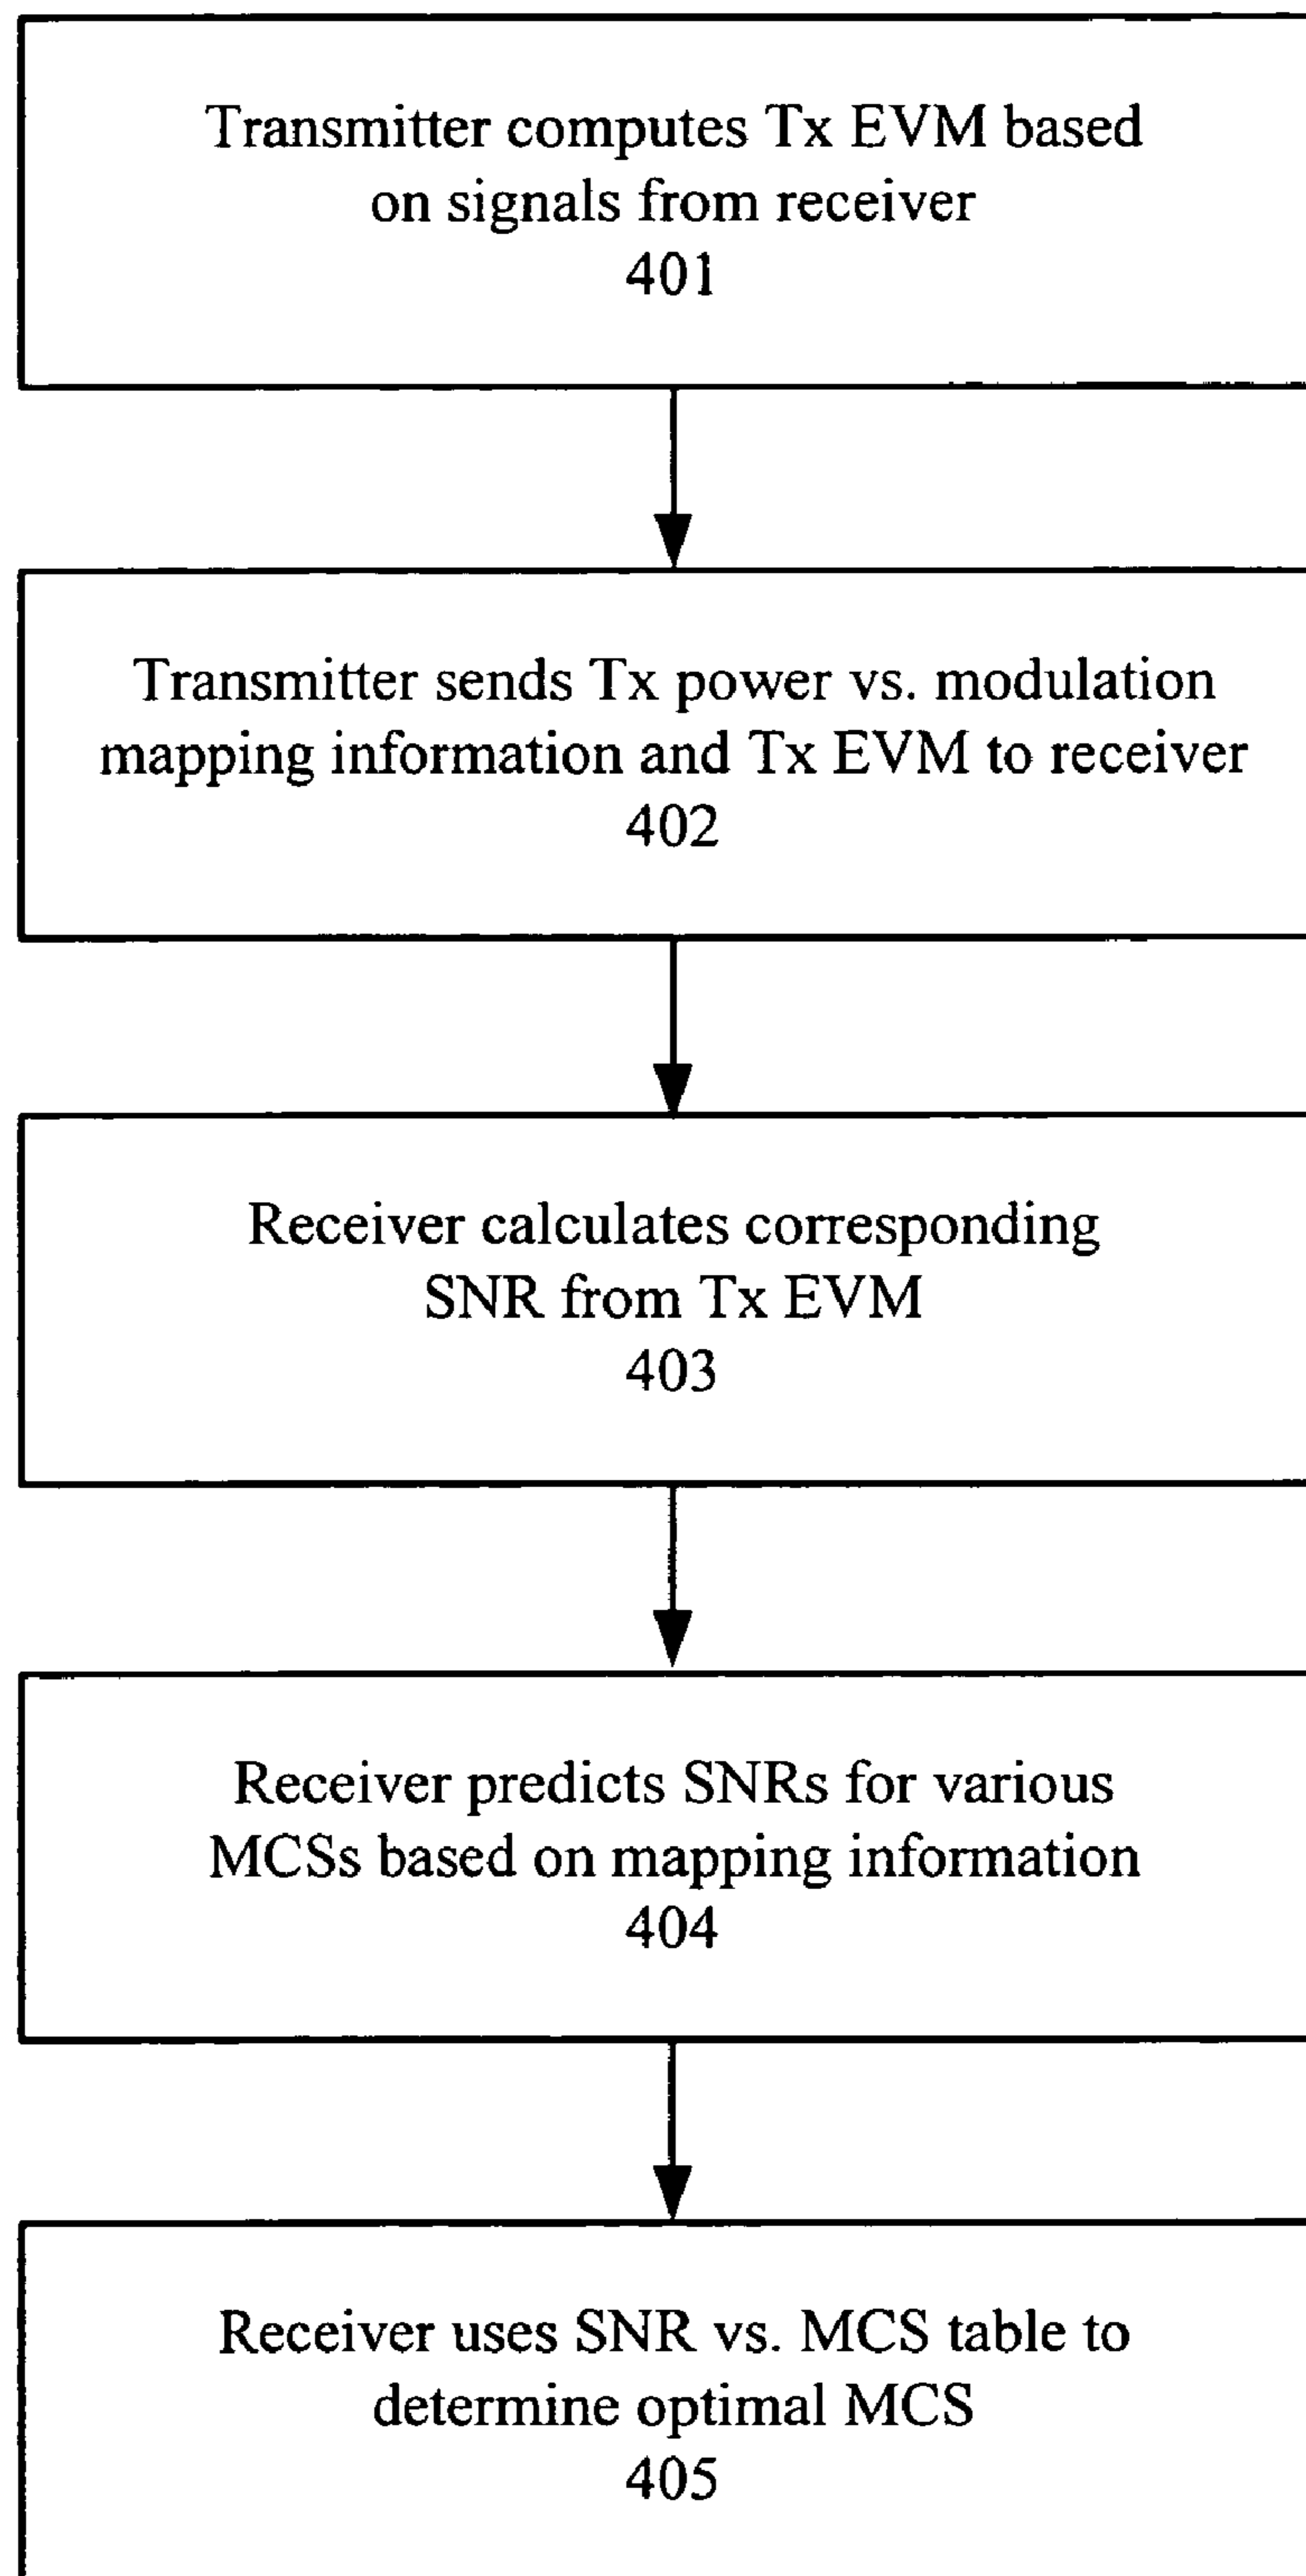 Transmitter computes Tx EVM based
on signals from receiver
401
Transmitter sends Tx power vs. modulation
mapping information and Tx EVM to receiver
402
Receiver calculates corresponding
SNR from Tx EVM
403
Receiver predicts SNRs for various
MCSs based on mapping information
404
Receiver uses SNR vs. MCS table to
determine optimal MCS
405